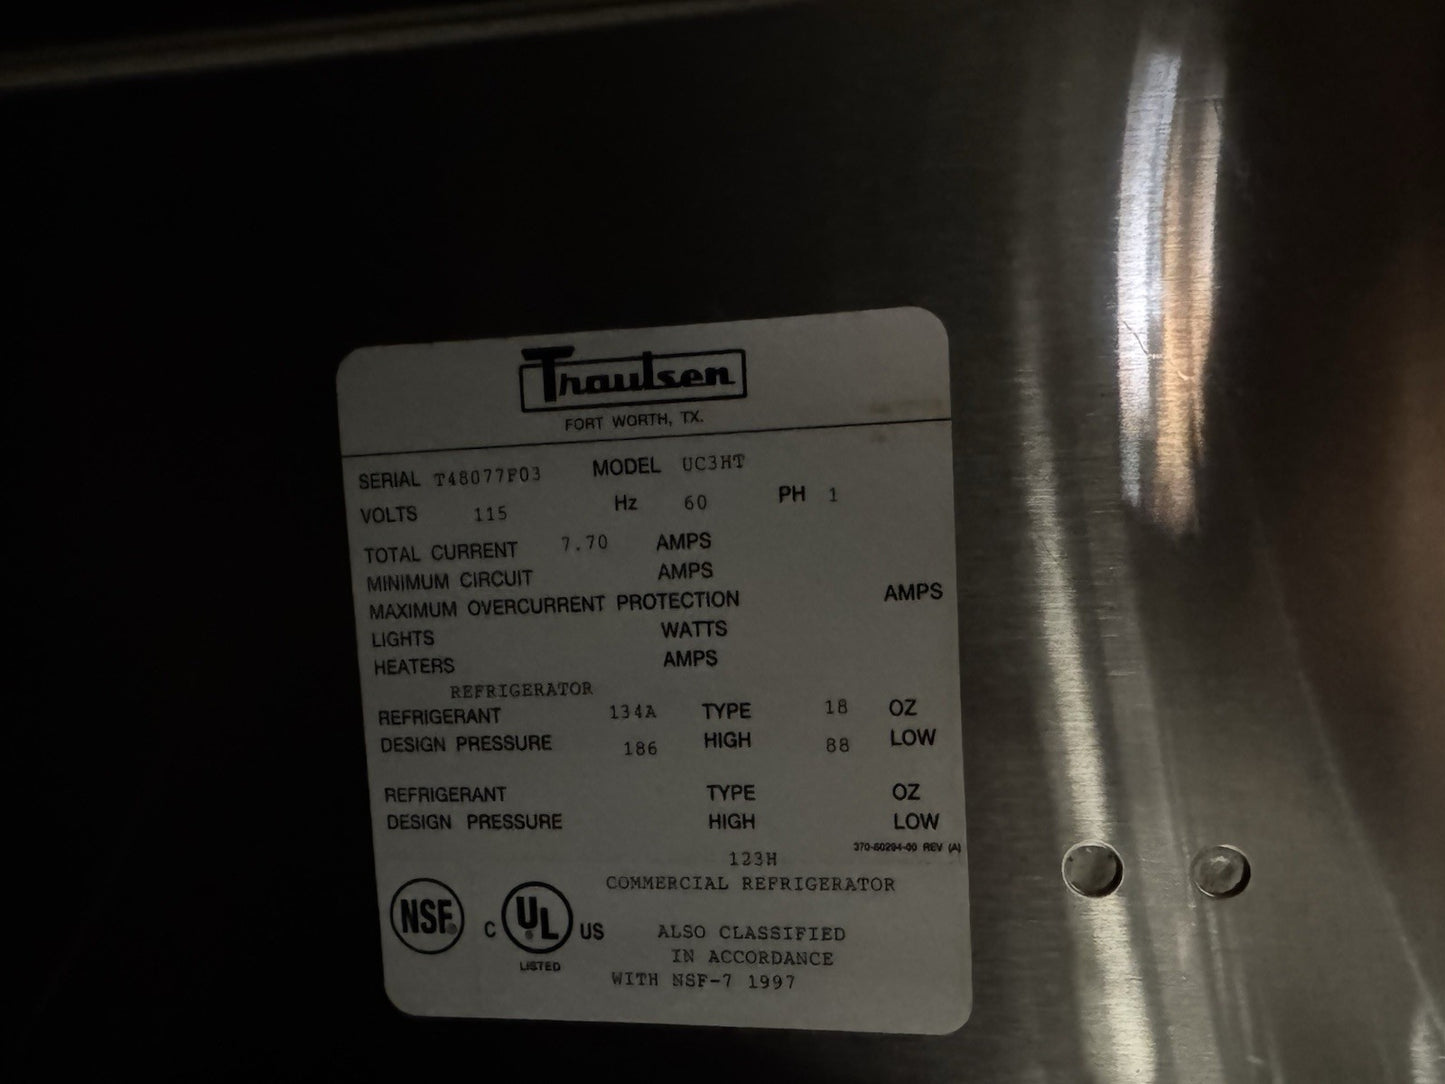 Traulsen
FORT WORTH, TX.
SERIAL T48077F03 MODEL UC3HT
VOLTS 115 Hz 60 PH 1
TOTAL CURRENT 7.70 AMPS
MINIMUM CIRCUIT AMPS
MAXIMUM OVERCURRENT PROTECTION AMPS
LIGHTS WATTS
HEATERS AMPS
REFRIGERATOR
REFRIGERANT 134A TYPE 18 OZ
DESIGN PRESSURE 186 HIGH 88 LOW
REFRIGERANT TYPE OZ
DESIGN PRESSURE HIGH LOW
370-60294-00 REV (A)
123H
COMMERCIAL REFRIGERATOR
NSF® C UL® US
LISTED
ALSO CLASSIFIED
IN ACCORDANCE
WITH NSF-7 1997